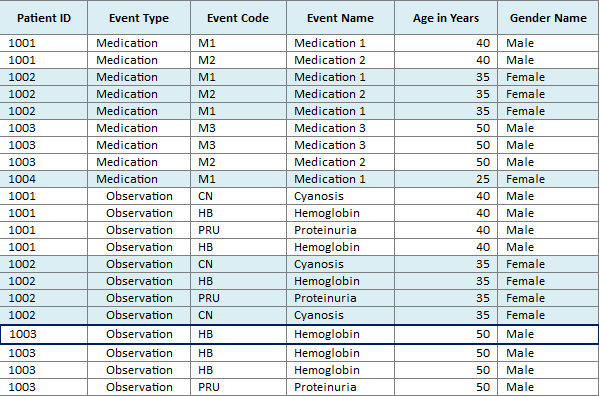 Patient ID Event Type Event Code Event Name Age in Years Gender Name
1001 Medication M1 Medication 1 40 Male
1001 Medication M2 Medication 2 40 Male
1002 Medication M1 Medication 1 35 Female
1002 Medication M2 Medication 2 35 Female
1002 Medication M1 Medication 1 35 Female
1003 Medication M3 Medication 3 50 Male
1003 Medication M3 Medication 3 50 Male
1003 Medication M2 Medication 2 50 Male
1004 Medication M1 Medication 1 25 Female
1001 Observation CN Cyanosis 40 Male
1001 Observation HB Hemoglobin 40 Male
1001 Observation PRU Proteinuria 40 Male
1001 Observation HB Hemoglobin 40 Male
1002 Observation CN Cyanosis 35 Female
1002 Observation HB Hemoglobin 35 Female
1002 Observation PRU Proteinuria 35 Female
1002 Observation CN Cyanosis 35 Female
1003 Observation HB Hemoglobin 50 Male
1003 Observation HB Hemoglobin 50 Male
1003 Observation HB Hemoglobin 50 Male
1003 Observation PRU Proteinuria 50 Male